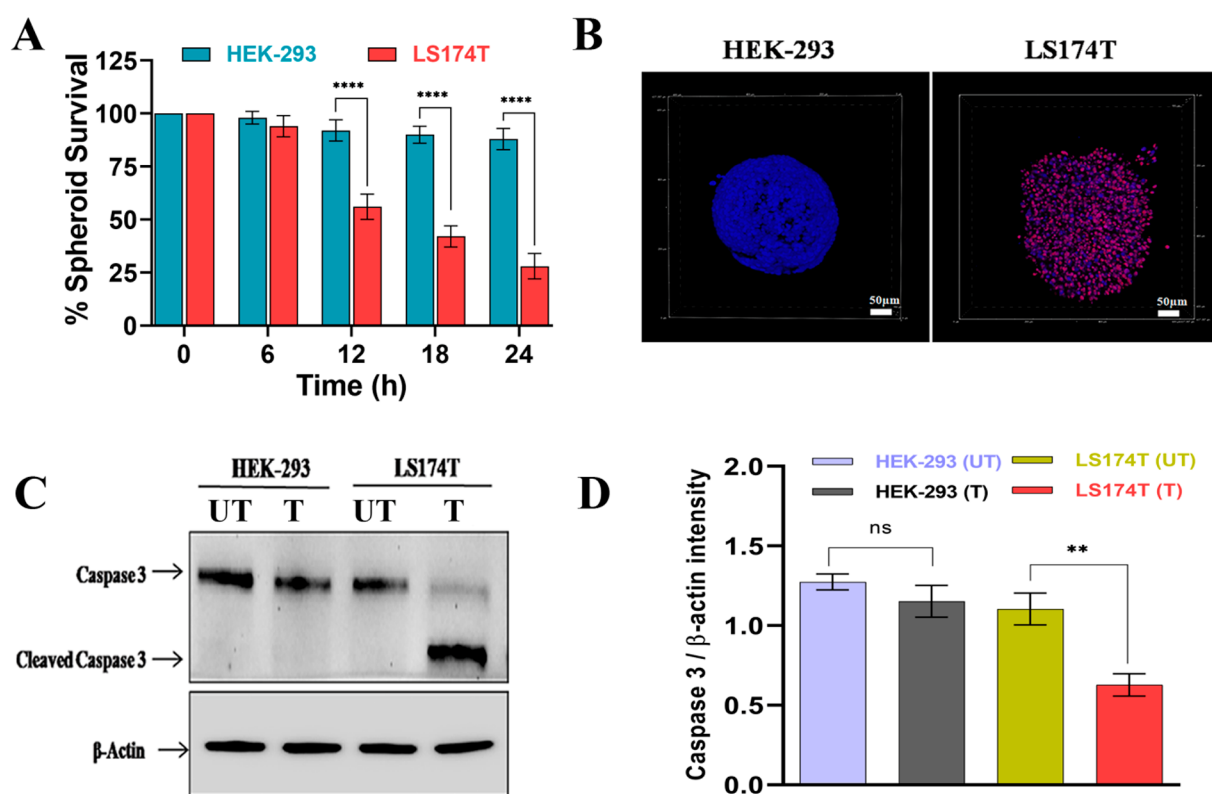 A
HEK-293 LS174T
% Spheroid Survival
125
100
75
50
25
0
**** **** ****
0 6 12 18 24
Time (h)
B
HEK-293 LS174T
50µm 50µm
C
HEK-293 LS174T
UT T UT T
Caspase 3
Cleaved Caspase 3
β-Actin
D
HEK-293 (UT) LS174T (UT)
HEK-293 (T) LS174T (T)
Caspase 3 / β-actin intensity
2.0
1.5
1.0
0.5
0.0
ns **